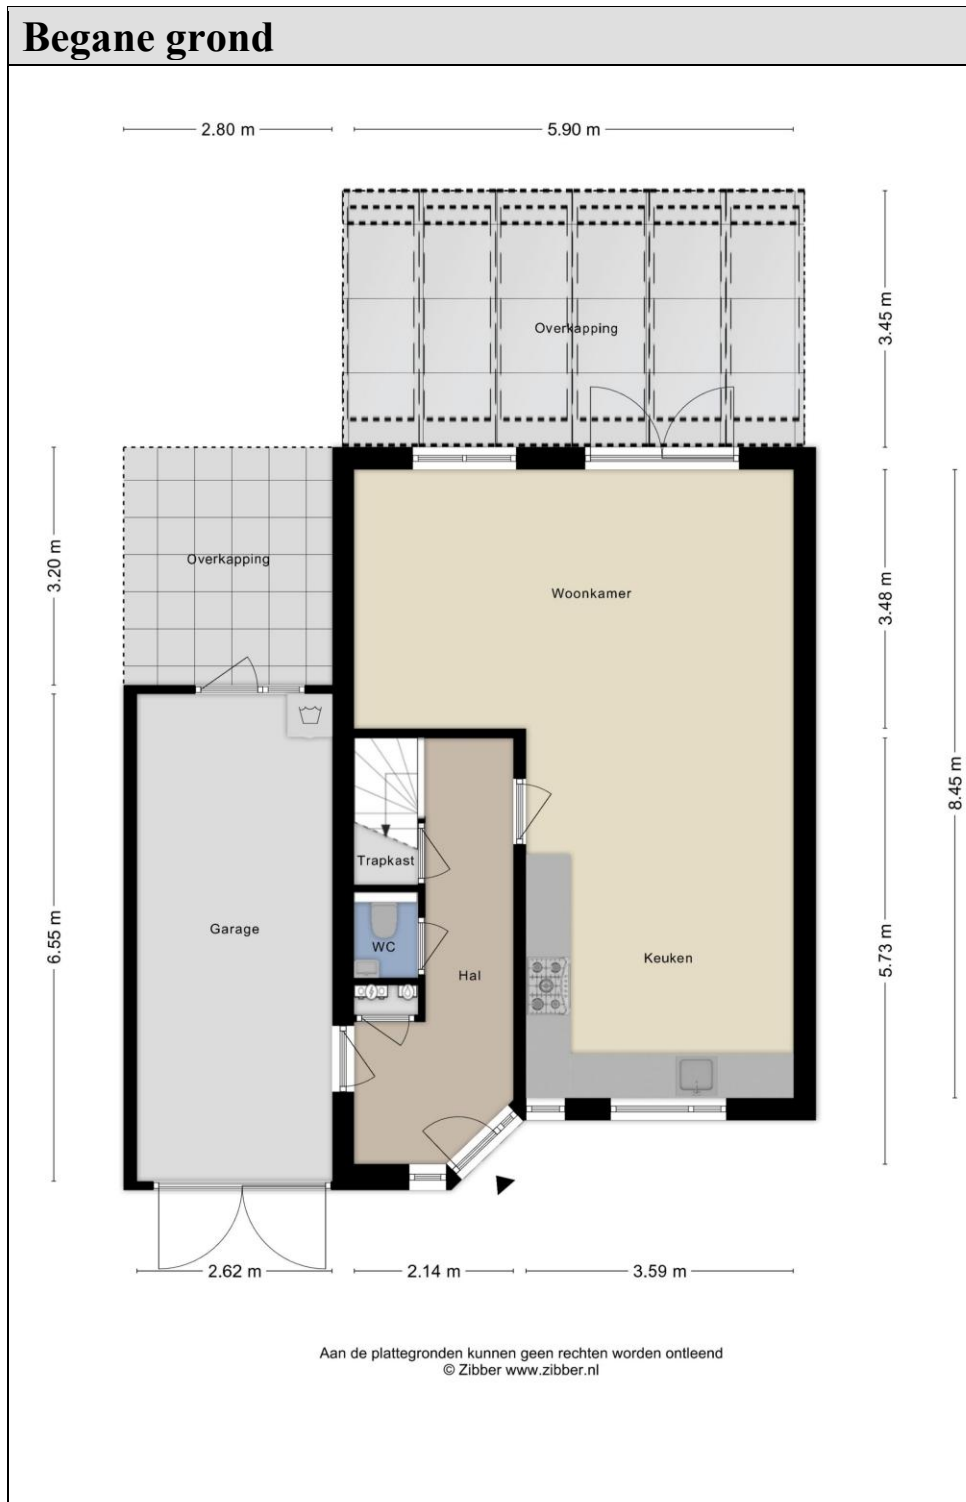 Begane grond
2.80 m
5.90 m
3.45 m
Overkapping
3.20 m
Overkapping
Woonkamer
3.48 m
8.45 m
Trapkast
6.55 m
Garage
WC
Hal
Keuken
5.73 m
2.62 m
2.14 m
3.59 m
Aan de plattegronden kunnen geen rechten worden ontleend
© Zibber www.zibber.nl